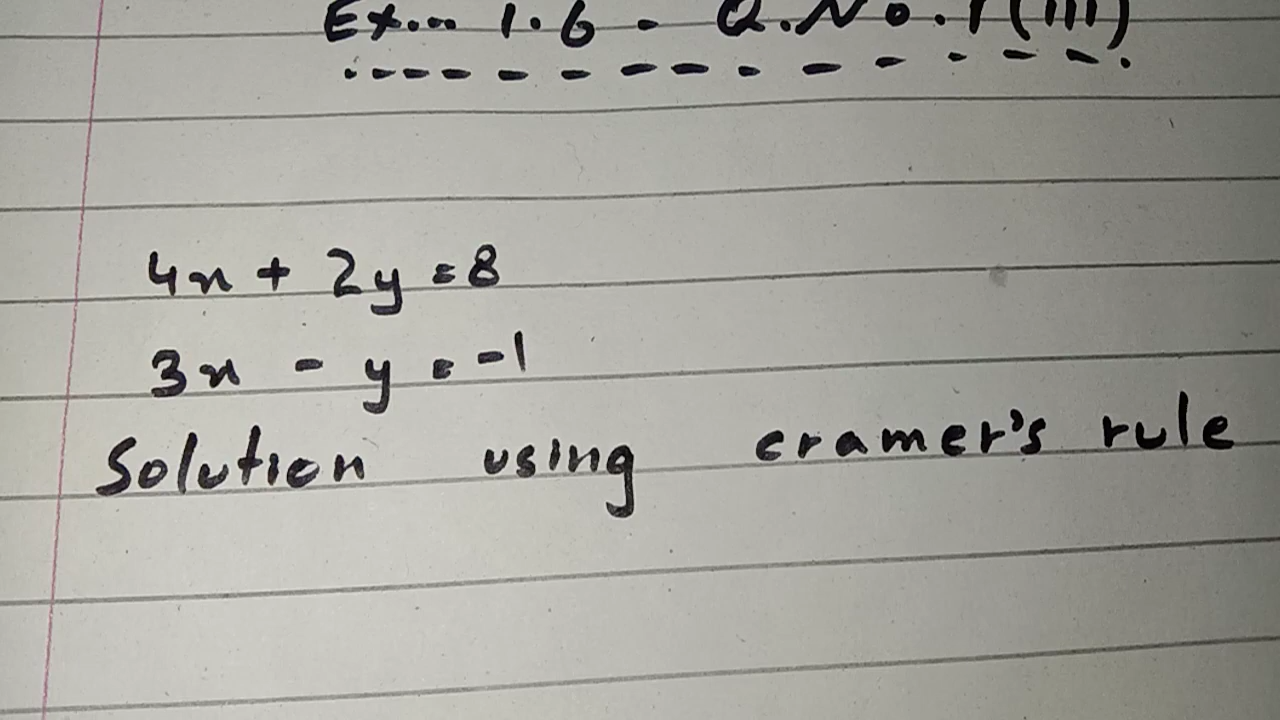 Ex... 1.6 - Q.No.1(iii)
4x + 2y = 8
3x - y = -1
Solution using cramer's rule